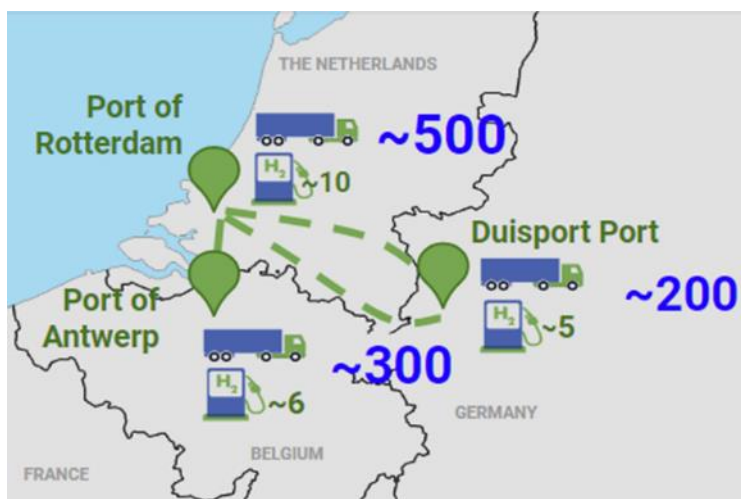 THE NETHERLANDS
Port of
Rotterdam
~500
H2
~10
Duisport Port
~200
H2
~5
Port of
Antwerp
~300
H2
~6
GERMANY
BELGIUM
FRANCE